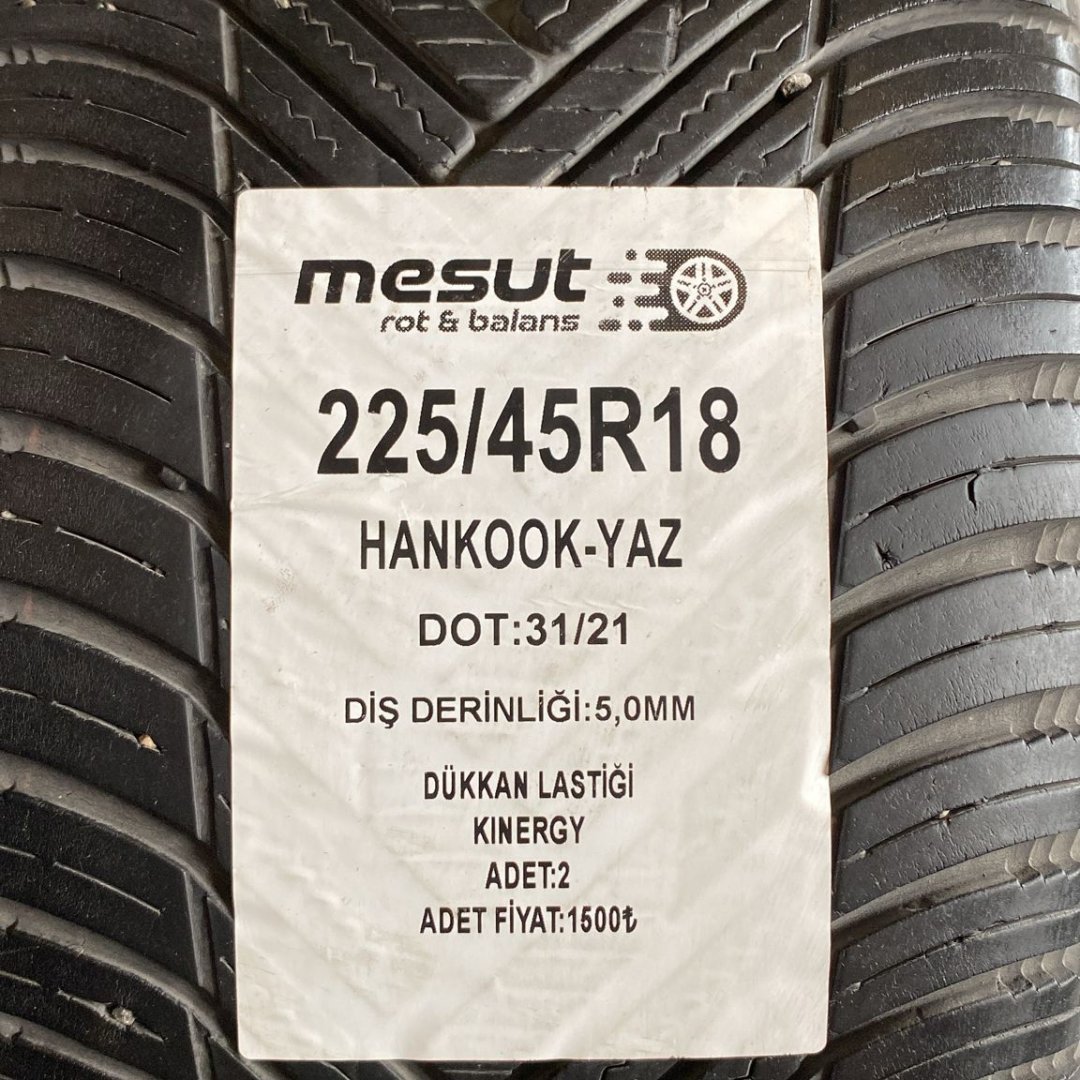 mesut
rot & balans
225/45R18
HANKOOK-YAZ
DOT:31/21
DİŞ DERİNLİĞİ:5,0MM
DÜKKAN LASTİĞİ
KINERGY
ADET:2
ADET FİYAT:1500₺